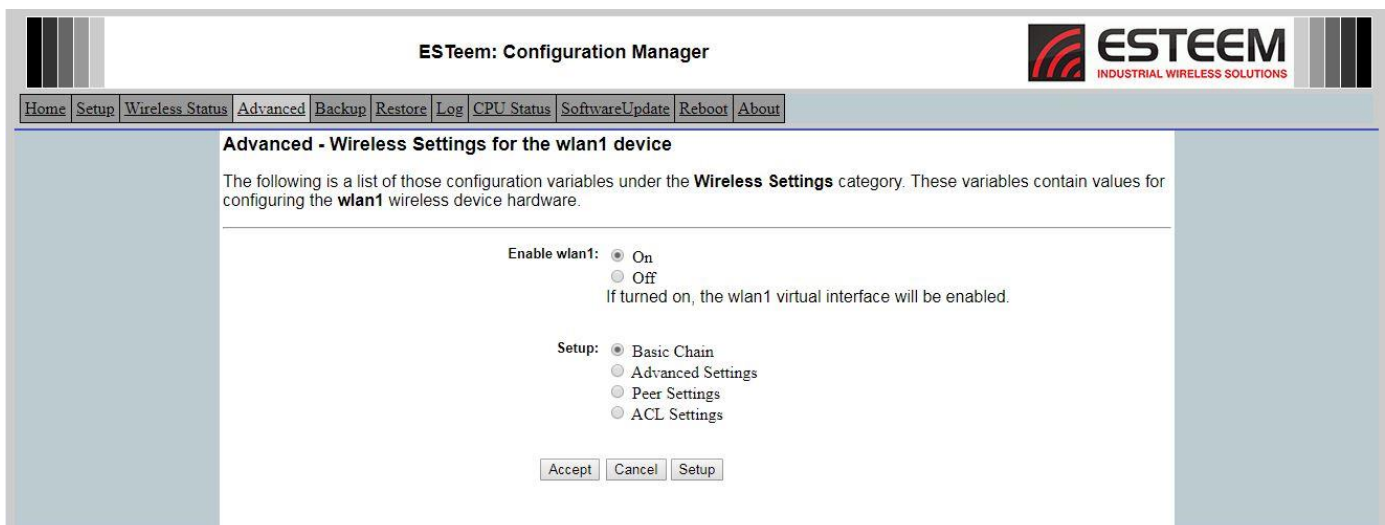 ESTeem: Configuration Manager
ESTEEM
INDUSTRIAL WIRELESS SOLUTIONS
Home Setup Wireless Status Advanced Backup Restore Log CPU Status SoftwareUpdate Reboot About
Advanced - Wireless Settings for the wlan1 device
The following is a list of those configuration variables under the Wireless Settings category. These variables contain values for
configuring the wlan1 wireless device hardware.
Enable wlan1: On
Off
If turned on, the wlan1 virtual interface will be enabled.
Setup: Basic Chain
Advanced Settings
Peer Settings
ACL Settings
Accept Cancel Setup